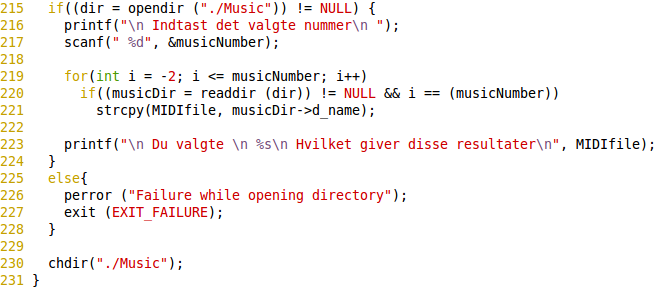 215   if((dir = opendir ("./Music")) != NULL) {
216     printf("\n Indtast det valgte nummer\n ");
217     scanf(" %d", &musicNumber);
218
219     for(int i = -2; i <= musicNumber; i++)
220       if((musicDir = readdir (dir)) != NULL && i == (musicNumber))
221         strcpy(MIDIfile, musicDir->d_name);
222
223     printf("\n Du valgte \n %s\n Hvilket giver disse resultater\n", MIDIfile);
224   }
225   else{
226     perror ("Failure while opening directory");
227     exit (EXIT_FAILURE);
228   }
229
230   chdir("./Music");
231 }